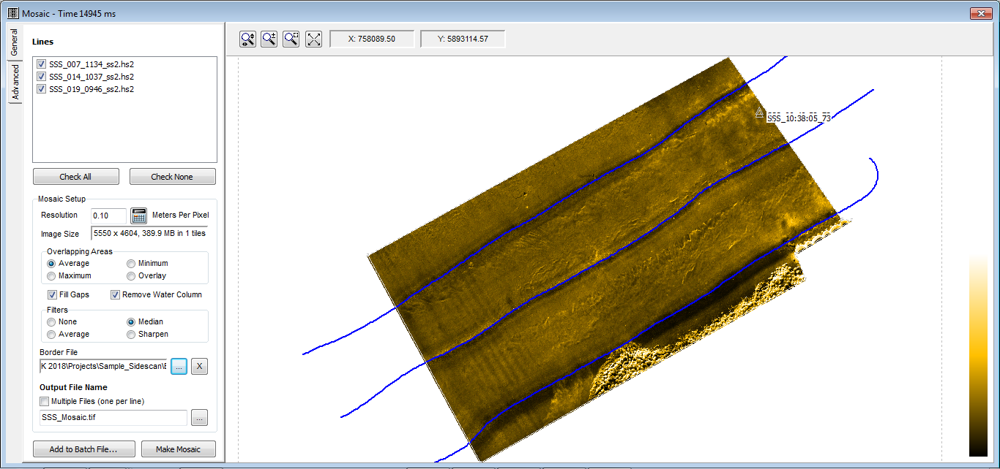 Mosaic - Time14945 ms
General
Advanced
Lines
SSS_007_1134_ss2.hs2
SSS_014_1037_ss2.hs2
SSS_019_0946_ss2.hs2
Check All
Check None
Mosaic Setup
Resolution 0.10 Meters Per Pixel
Image Size 5550 x 4604, 389.9 MB in 1 tiles
Overlapping Areas
Average Minimum
Maximum Overlay
Fill Gaps Remove Water Column
Filters
None Median
Average Sharpen
Border File
K 2018\Projects\Sample_Sidescan\ ... X
Output File Name
Multiple Files (one per line)
SSS_Mosaic.tif ...
Add to Batch File... Make Mosaic
X: 758089.50 Y: 5893114.57
SSS_10:38:05_73